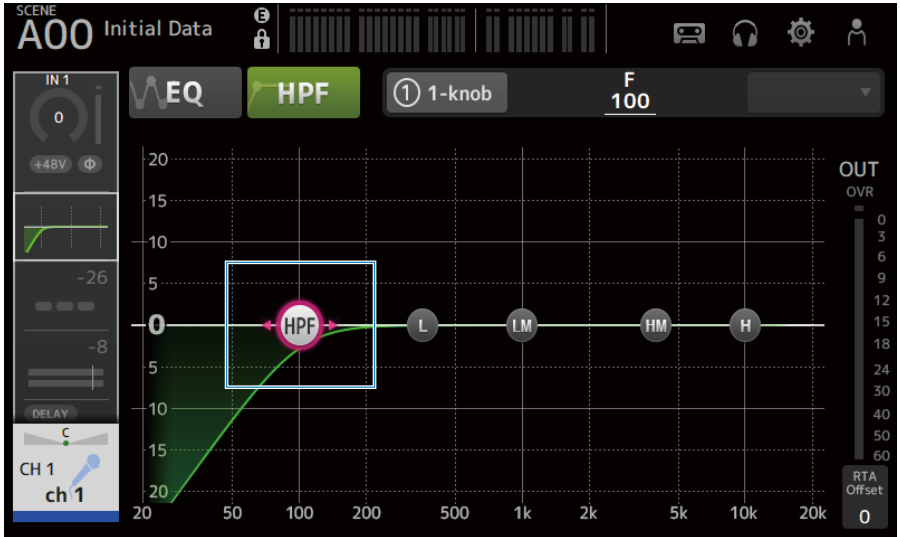 SCENE
A00 Initial Data
E
IN 1
0
+48V Φ
-26
-8
DELAY
C
CH 1
ch 1
EQ
HPF
1 1-knob
F
100
20
15
10
5
0
5
10
15
20
HPF
L
LM
HM
H
20 50 100 200 500 1k 2k 5k 10k 20k
OUT
OVR
0
3
6
9
12
15
18
24
30
40
50
60
RTA
Offset
0